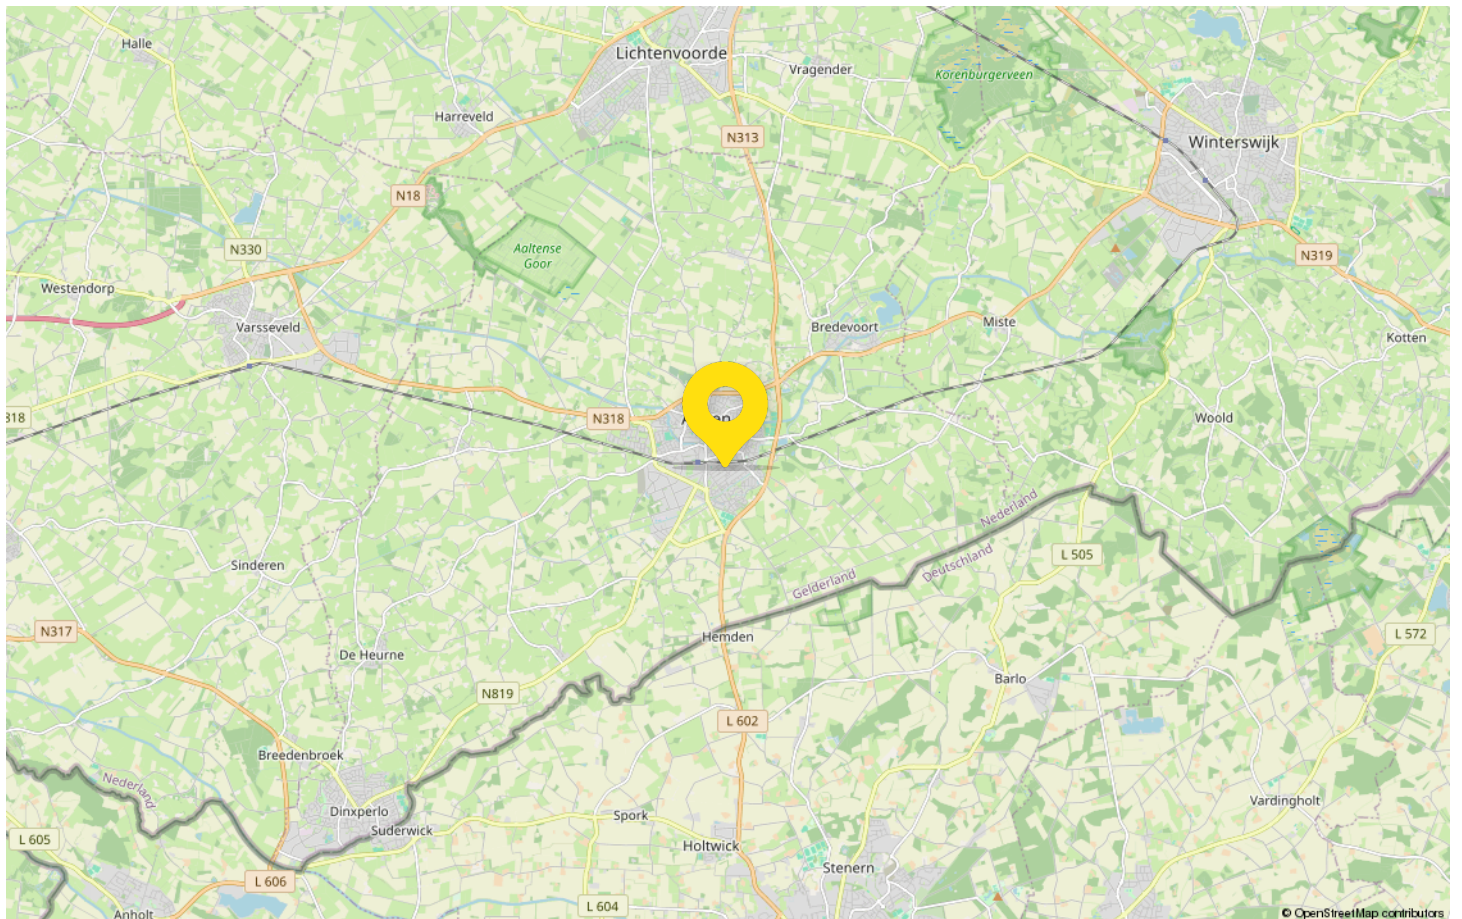 Halle
Lichtenvoorde
Vragender
Korenburgerveen
Harreveld
N313
Winterswijk
N18
N330
Aaltense
Goor
N319
Westendorp
Varsseveld
Bredevoort
Miste
Kotten
318
N318
Woold
Nederland
Deutschland
L 505
Sinderen
Gelderland
N317
Hemden
L 572
De Heurne
Barlo
N819
L 602
Breedenbroek
Nederland
Dinxperlo
Suderwick
Vardingholt
Spork
L 605
Holtwick
Stenern
L 606
L 604
Anholt
© OpenStreetMap contributors